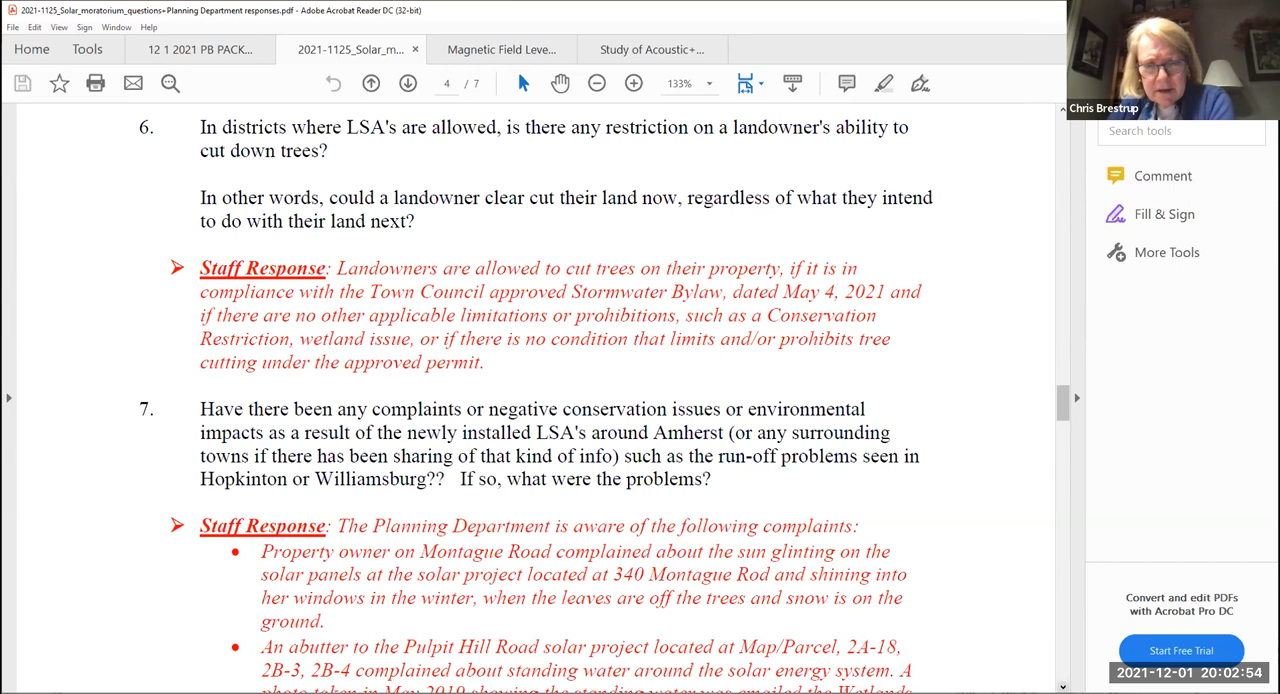 2021-1125_Solar_moratorium_questions+Planning Department responses.pdf - Adobe Acrobat Reader DC (32-bit)
File Edit View Sign Window Help
Home Tools 12 1 2021 PB PACK... 2021-1125_Solar_m... × Magnetic Field Leve... Study of Acoustic+...
4 / 7 133%
Chris Brestrup
Search tools
Comment
Fill & Sign
More Tools
6. In districts where LSA's are allowed, is there any restriction on a landowner's ability to
cut down trees?
In other words, could a landowner clear cut their land now, regardless of what they intend
to do with their land next?
Staff Response: Landowners are allowed to cut trees on their property, if it is in
compliance with the Town Council approved Stormwater Bylaw, dated May 4, 2021 and
if there are no other applicable limitations or prohibitions, such as a Conservation
Restriction, wetland issue, or if there is no condition that limits and/or prohibits tree
cutting under the approved permit.
7. Have there been any complaints or negative conservation issues or environmental
impacts as a result of the newly installed LSA's around Amherst (or any surrounding
towns if there has been sharing of that kind of info) such as the run-off problems seen in
Hopkinton or Williamsburg?? If so, what were the problems?
Staff Response: The Planning Department is aware of the following complaints:
• Property owner on Montague Road complained about the sun glinting on the
solar panels at the solar project located at 340 Montague Rod and shining into
her windows in the winter, when the leaves are off the trees and snow is on the
ground.
• An abutter to the Pulpit Hill Road solar project located at Map/Parcel, 2A-18,
2B-3, 2B-4 complained about standing water around the solar energy system. A
photo taken in May 2019 showing the standing water was emailed the Wetlands
Convert and edit PDFs
with Acrobat Pro DC
Start Free Trial
2021-12-01 20:02:54